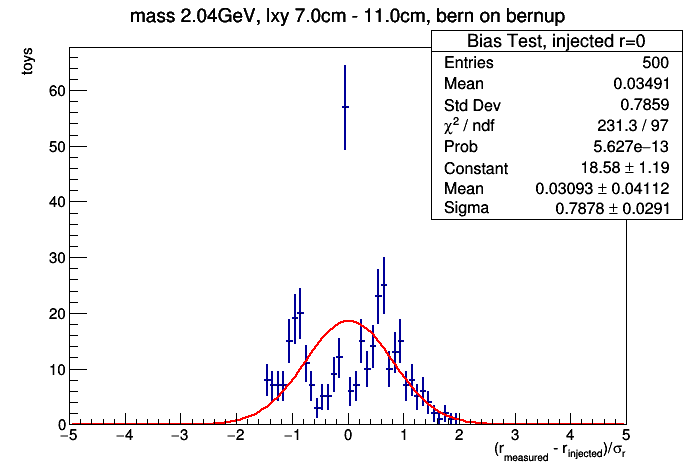 mass 2.04GeV, lxy 7.0cm - 11.0cm, bern on bernup
toys
Bias Test, injected r=0
Entries 500
Mean 0.03491
Std Dev 0.7859
χ² / ndf 231.3 / 97
Prob 5.627e−13
Constant 18.58 ± 1.19
Mean 0.03093 ± 0.04112
Sigma 0.7878 ± 0.0291
60
50
40
30
20
10
0
−5 −4 −3 −2 −1 0 1 2 3 4 5
(r_measured - r_injected)/σ_r